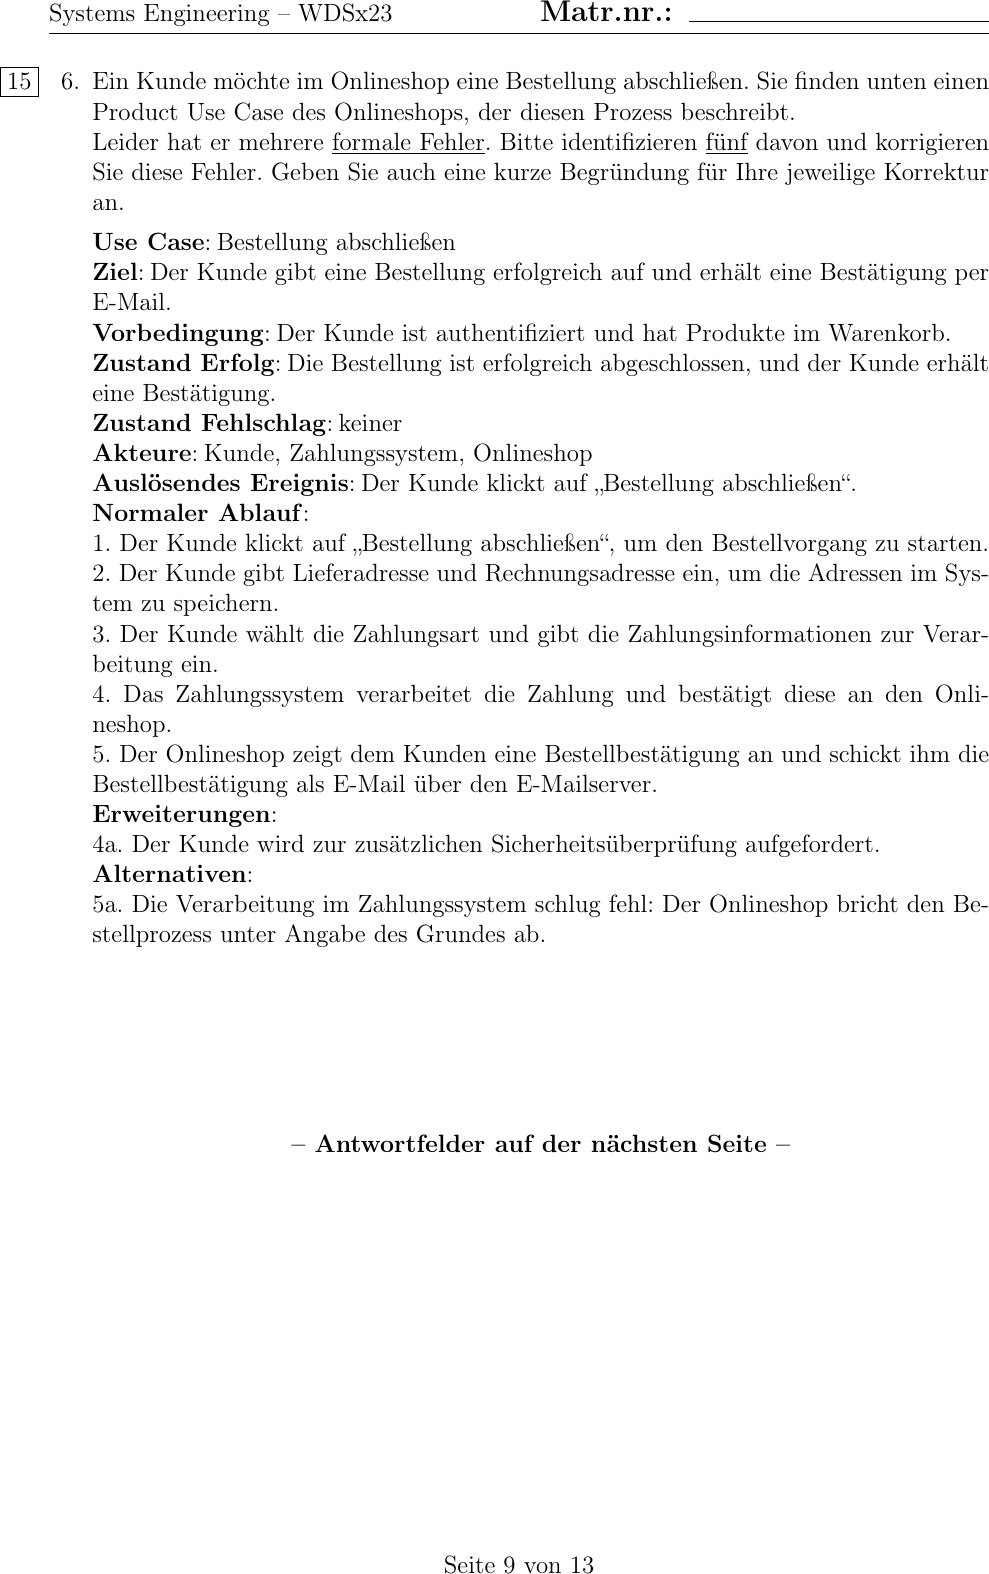 Systems Engineering – WDSx23 Matr.nr.:
15 6. Ein Kunde möchte im Onlineshop eine Bestellung abschließen. Sie finden unten einen
Product Use Case des Onlineshops, der diesen Prozess beschreibt.
Leider hat er mehrere formale Fehler. Bitte identifizieren fünf davon und korrigieren
Sie diese Fehler. Geben Sie auch eine kurze Begründung für Ihre jeweilige Korrektur
an.
Use Case: Bestellung abschließen
Ziel: Der Kunde gibt eine Bestellung erfolgreich auf und erhält eine Bestätigung per
E-Mail.
Vorbedingung: Der Kunde ist authentifiziert und hat Produkte im Warenkorb.
Zustand Erfolg: Die Bestellung ist erfolgreich abgeschlossen, und der Kunde erhält
eine Bestätigung.
Zustand Fehlschlag: keiner
Akteure: Kunde, Zahlungssystem, Onlineshop
Auslösendes Ereignis: Der Kunde klickt auf „Bestellung abschließen“.
Normaler Ablauf:
1. Der Kunde klickt auf „Bestellung abschließen“, um den Bestellvorgang zu starten.
2. Der Kunde gibt Lieferadresse und Rechnungsadresse ein, um die Adressen im Sys-
tem zu speichern.
3. Der Kunde wählt die Zahlungsart und gibt die Zahlungsinformationen zur Verar-
beitung ein.
4. Das Zahlungssystem verarbeitet die Zahlung und bestätigt diese an den Onli-
neshop.
5. Der Onlineshop zeigt dem Kunden eine Bestellbestätigung an und schickt ihm die
Bestellbestätigung als E-Mail über den E-Mailserver.
Erweiterungen:
4a. Der Kunde wird zur zusätzlichen Sicherheitsüberprüfung aufgefordert.
Alternativen:
5a. Die Verarbeitung im Zahlungssystem schlug fehl: Der Onlineshop bricht den Be-
stellprozess unter Angabe des Grundes ab.
– Antwortfelder auf der nächsten Seite –
Seite 9 von 13